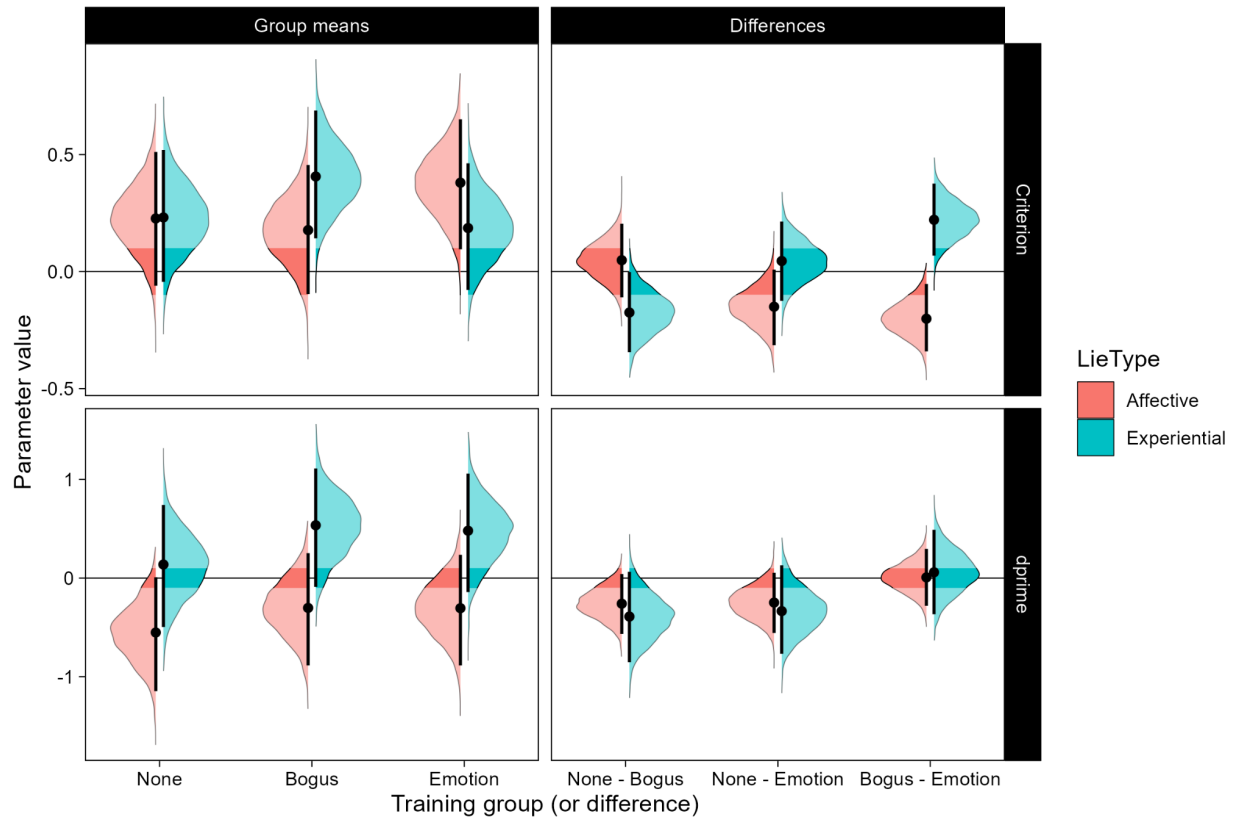 Group means
Differences
0.5
0.0
-0.5
Criterion
1
0
-1
dprime
Parameter value
None
Bogus
Emotion
None - Bogus
None - Emotion
Bogus - Emotion
Training group (or difference)
LieType
Affective
Experiential